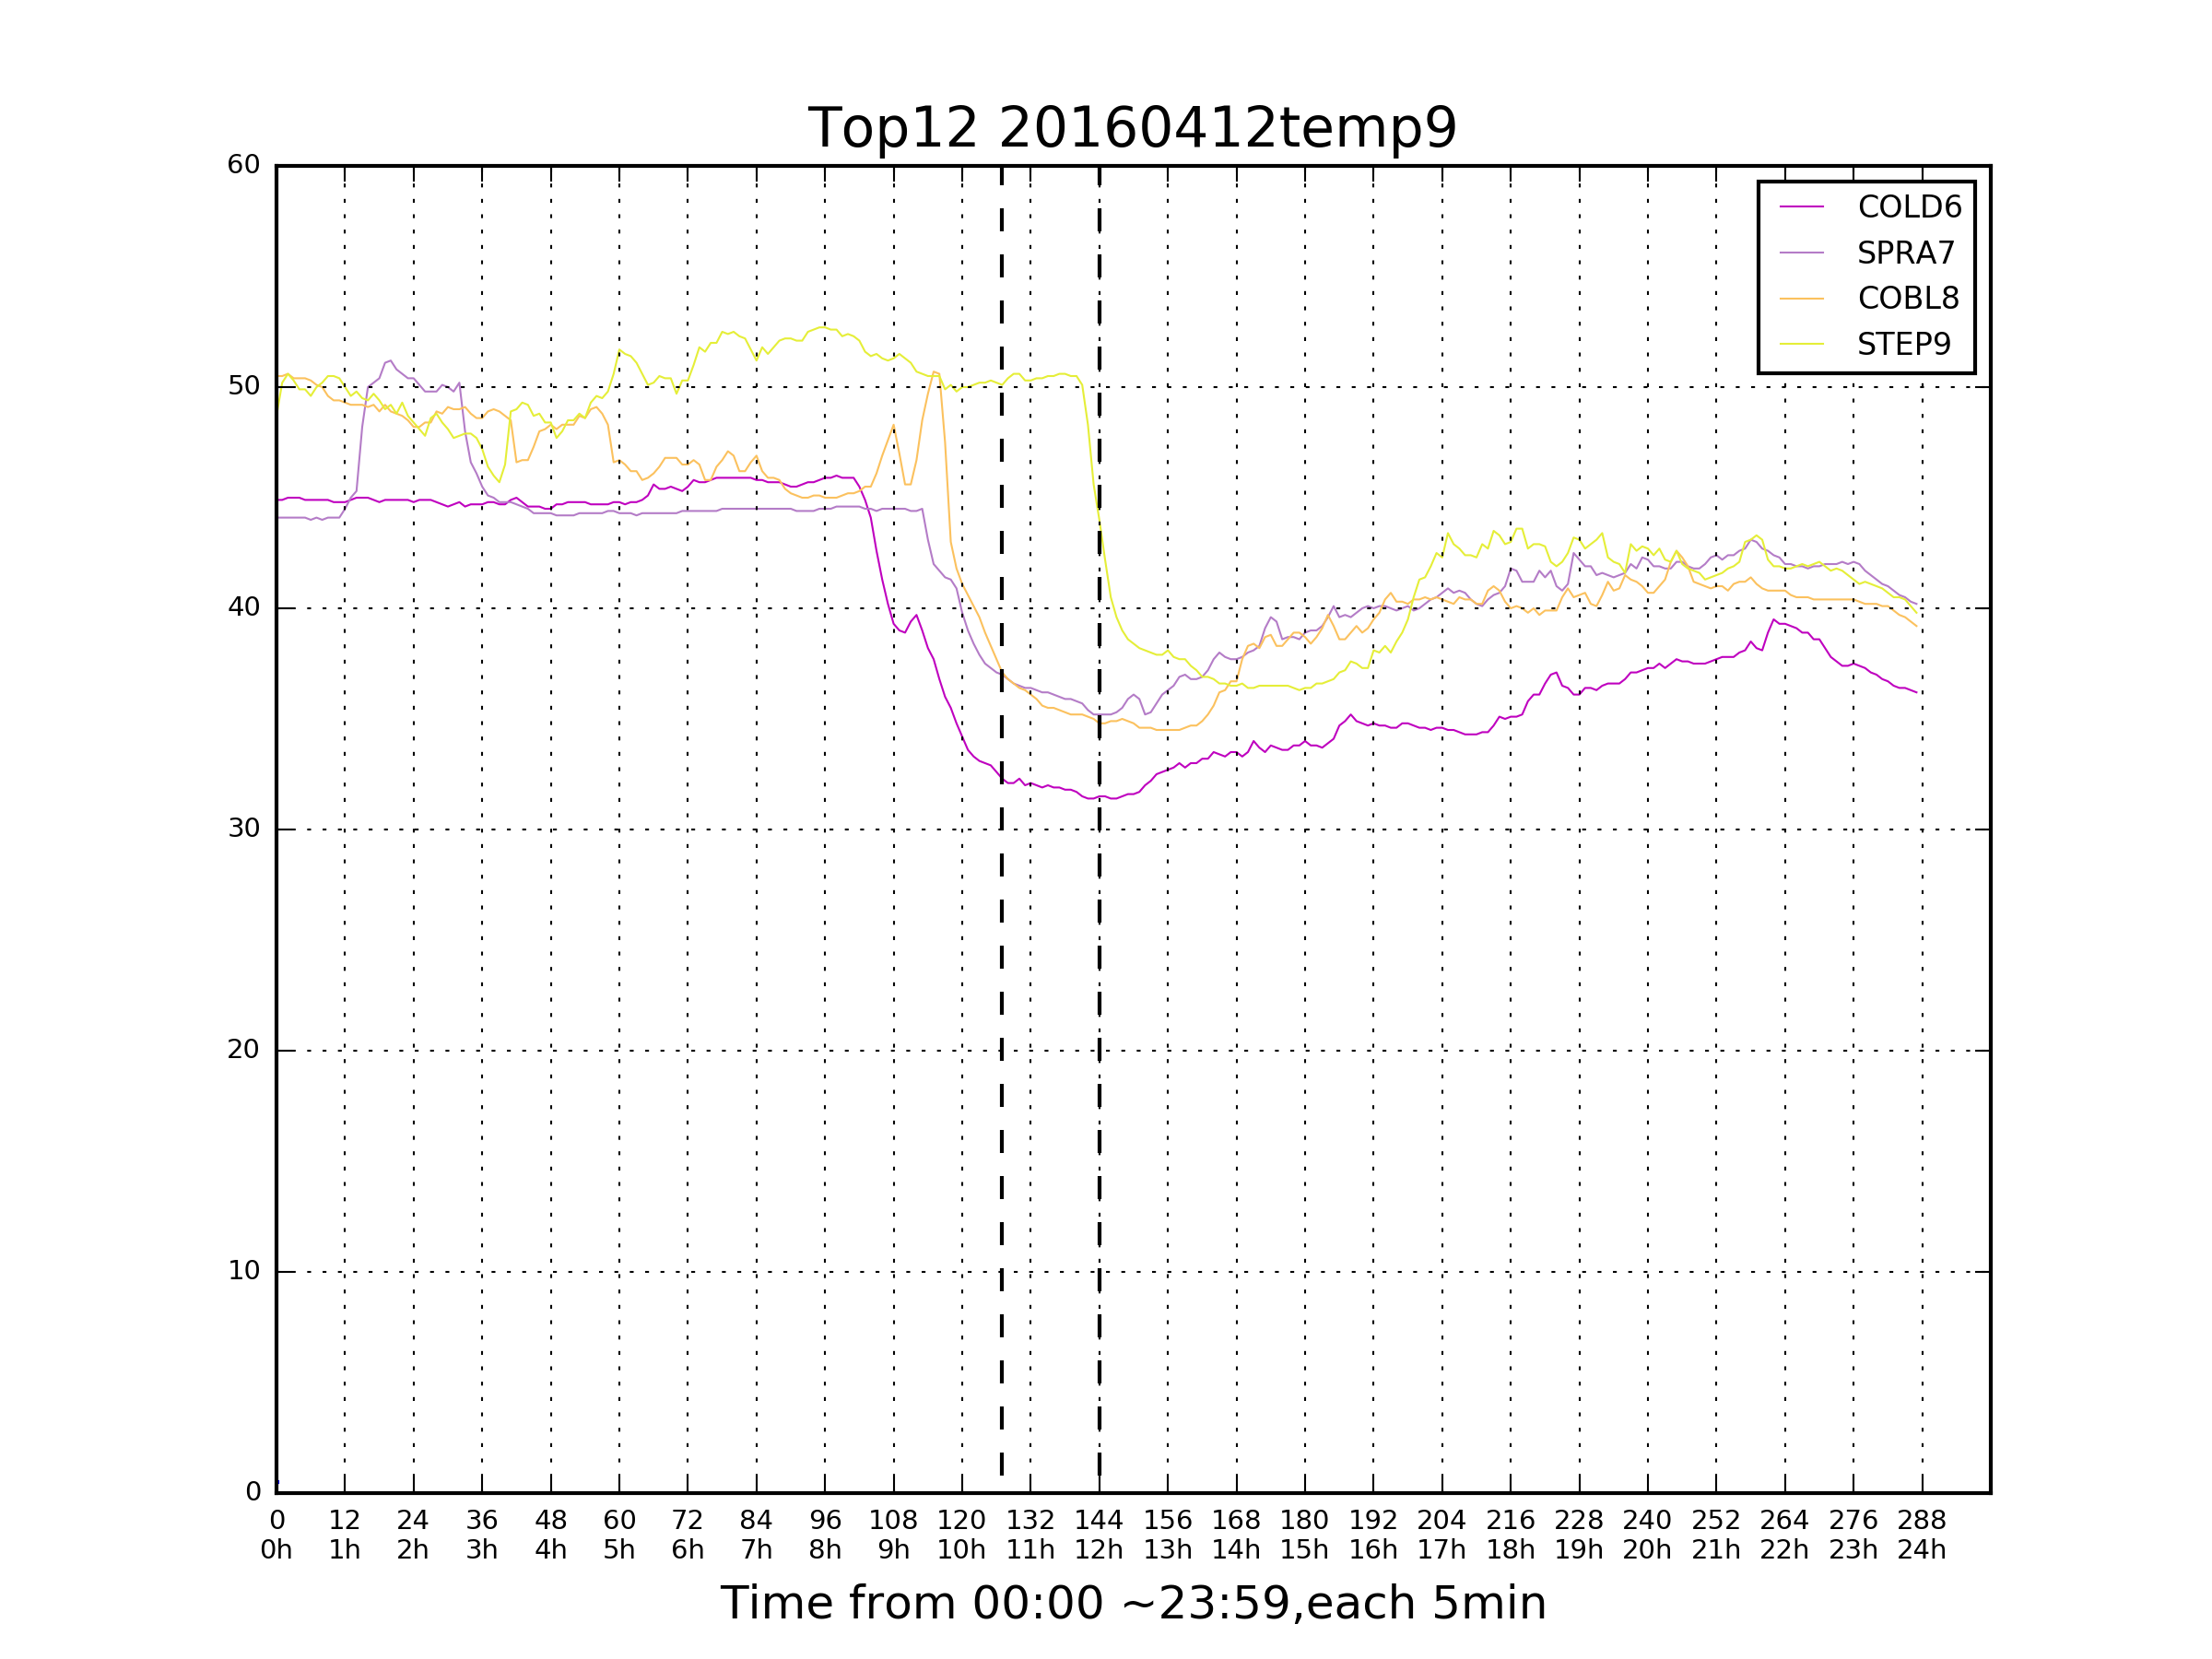 Top12 20160412temp9
60
50
40
30
20
10
0
COLD6
SPRA7
COBL8
STEP9
0 12 24 36 48 60 72 84 96 108 120 132 144 156 168 180 192 204 216 228 240 252 264 276 288
0h 1h 2h 3h 4h 5h 6h 7h 8h 9h 10h 11h 12h 13h 14h 15h 16h 17h 18h 19h 20h 21h 22h 23h 24h
Time from 00:00 ~23:59,each 5min